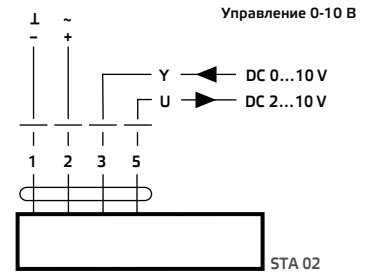 Управление 0-10 В
⊥ ~
– +
Y DC 0...10 V
U DC 2...10 V
1 2 3 5
STA 02